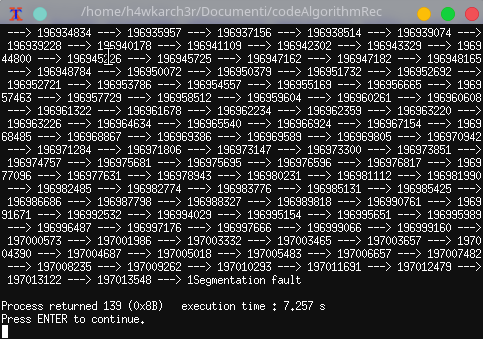 /home/h4wkarch3r/Documenti/codeAlgorithmRec
---> 196934834 ---> 196935957 ---> 196937156 ---> 196938514 ---> 196939074 --->
196939228 ---> 196940178 ---> 196941109 ---> 196942302 ---> 196943329 ---> 1969
44800 ---> 196945226 ---> 196945725 ---> 196947162 ---> 196947182 ---> 196948165
---> 196948784 ---> 196950072 ---> 196950379 ---> 196951732 ---> 196952692 --->
196952721 ---> 196953786 ---> 196954557 ---> 196955169 ---> 196956665 ---> 1969
57463 ---> 196957729 ---> 196958512 ---> 196959604 ---> 196960261 ---> 196960608
---> 196961322 ---> 196961678 ---> 196962234 ---> 196962359 ---> 196963220 --->
196963226 ---> 196964634 ---> 196965540 ---> 196966924 ---> 196967154 ---> 1969
68485 ---> 196968867 ---> 196969386 ---> 196969589 ---> 196969005 ---> 196970942
---> 196971284 ---> 196971806 ---> 196973147 ---> 196973300 ---> 196973851 --->
196974757 ---> 196975681 ---> 196975695 ---> 196976596 ---> 196976817 ---> 1969
77096 ---> 196977631 ---> 196978943 ---> 196980231 ---> 196981112 ---> 196981990
---> 196982485 ---> 196982774 ---> 196983776 ---> 196985131 ---> 196985425 --->
196986686 ---> 196987798 ---> 196988327 ---> 196989818 ---> 196990761 ---> 1969
91671 ---> 196992532 ---> 196994029 ---> 196995154 ---> 196995651 ---> 196995989
---> 196996487 ---> 196997176 ---> 196997666 ---> 196999066 ---> 196999160 --->
197000573 ---> 197001986 ---> 197003332 ---> 197003465 ---> 197003657 ---> 1970
04390 ---> 197004687 ---> 197005018 ---> 197005483 ---> 197006657 ---> 197007482
---> 197008235 ---> 197009262 ---> 197010293 ---> 197011691 ---> 197012479 --->
197013122 ---> 197013548 ---> 1Segmentation fault
Process returned 139 (0x8B)   execution time : 7.257 s
Press ENTER to continue.